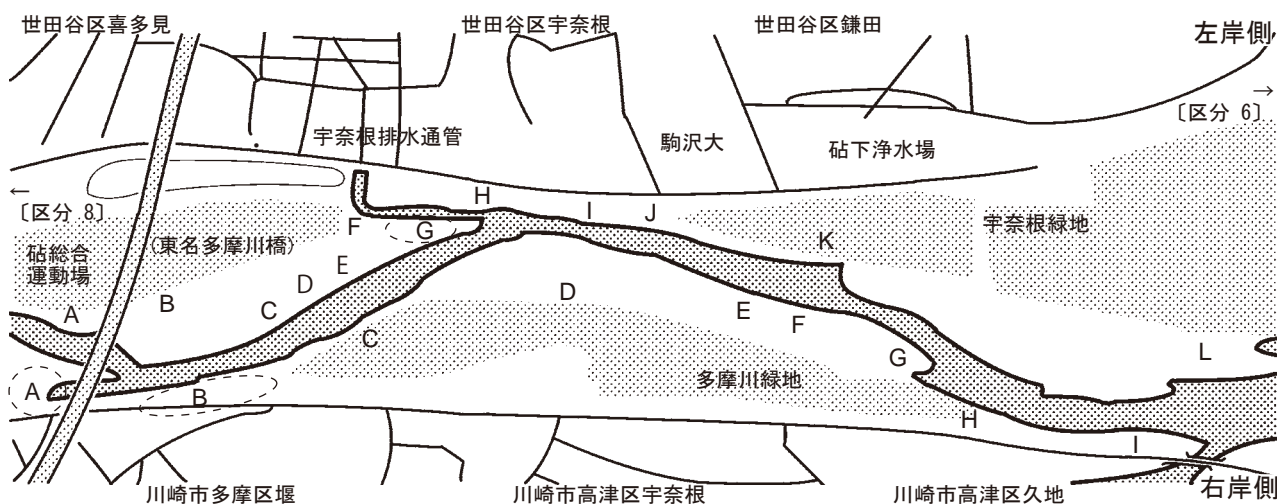 世田谷区喜多見
世田谷区宇奈根
世田谷区鎌田
左岸側
→
〔区分 6〕
宇奈根排水通管
駒沢大
砧下浄水場
←
〔区分 8〕
H
I
J
F
G
宇奈根緑地
砧総合
運動場
(東名多摩川橋)
K
E
D
A
B
C
D
E
F
C
G
L
A
B
多摩川緑地
H
I
川崎市多摩区堰
川崎市高津区宇奈根
川崎市高津区久地
右岸側